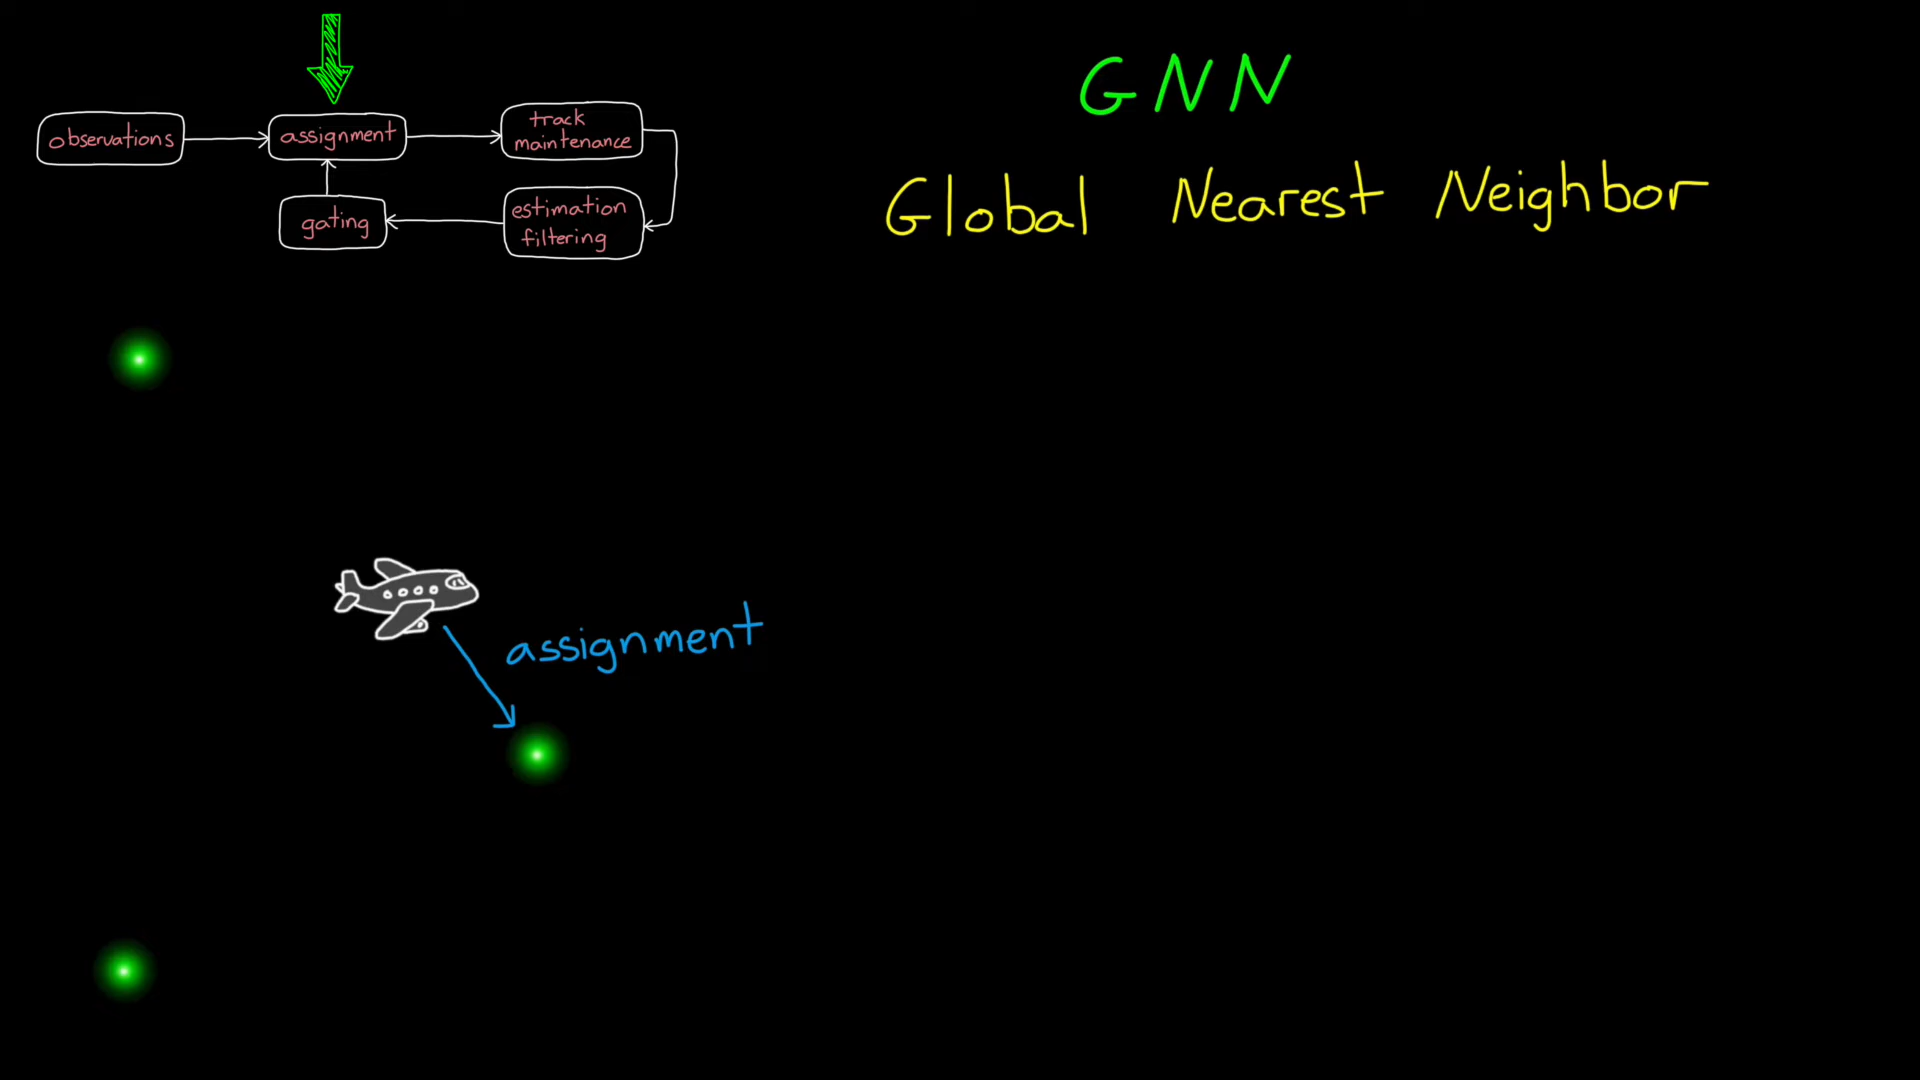 GNN
Global Nearest Neighbor
observations
assignment
track
maintenance
gating
estimation
filtering
assignment